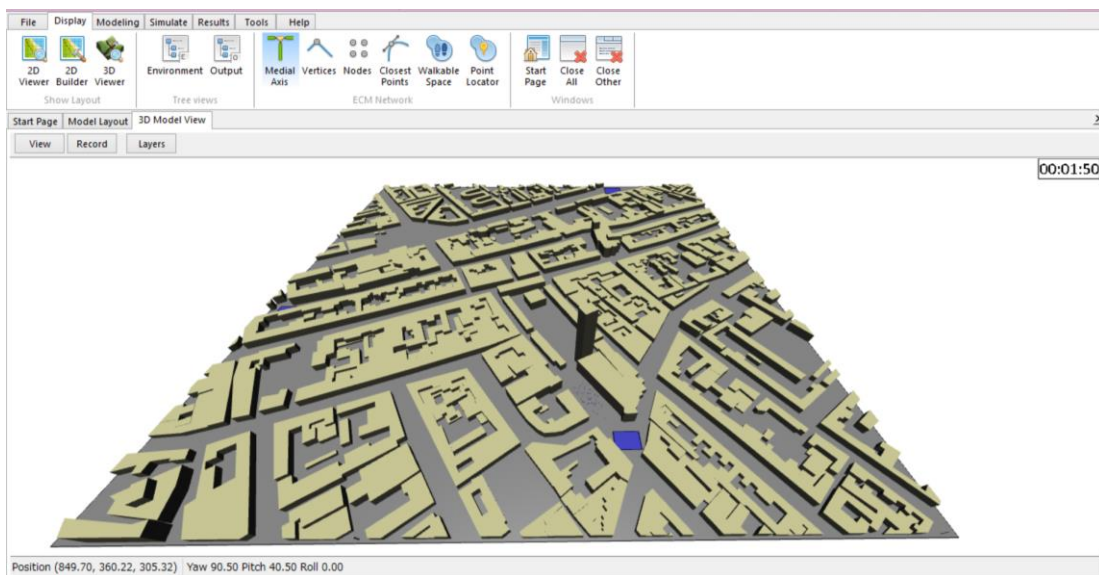 File Display Modeling Simulate Results Tools Help
2D Viewer 2D Builder 3D Viewer Environment Output Medial Axis Vertices Nodes Closest Points Walkable Space Point Locator Start Page Close All Close Other
Show Layout Tree views ECM Network Windows
Start Page Model Layout 3D Model View
View Record Layers
00:01:50
Position (849.70, 360.22, 305.32) Yaw 90.50 Pitch 40.50 Roll 0.00